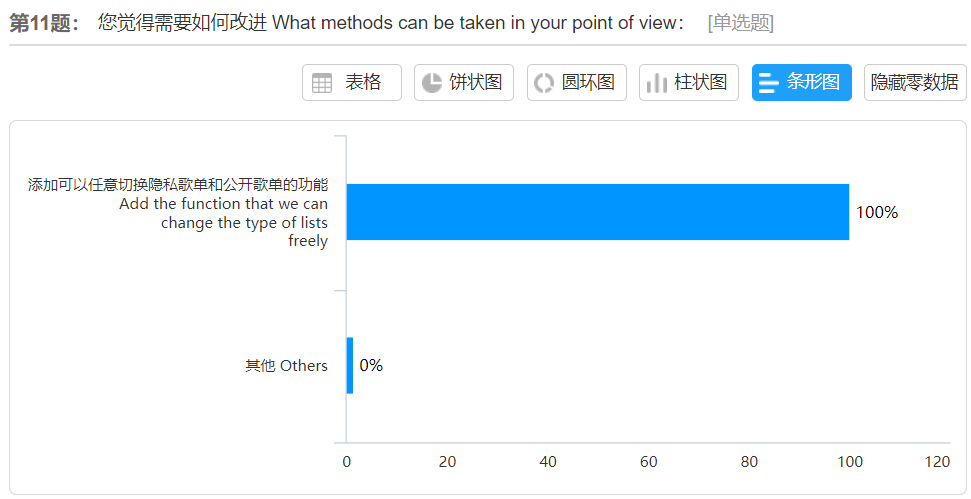 第11题： 您觉得需要如何改进 What methods can be taken in your point of view： [单选题]
表格 饼状图 圆环图 柱状图 条形图 隐藏零数据
添加可以任意切换隐私歌单和公开歌单的功能
Add the function that we can
change the type of lists
freely
100%
其他 Others
0%
0 20 40 60 80 100 120